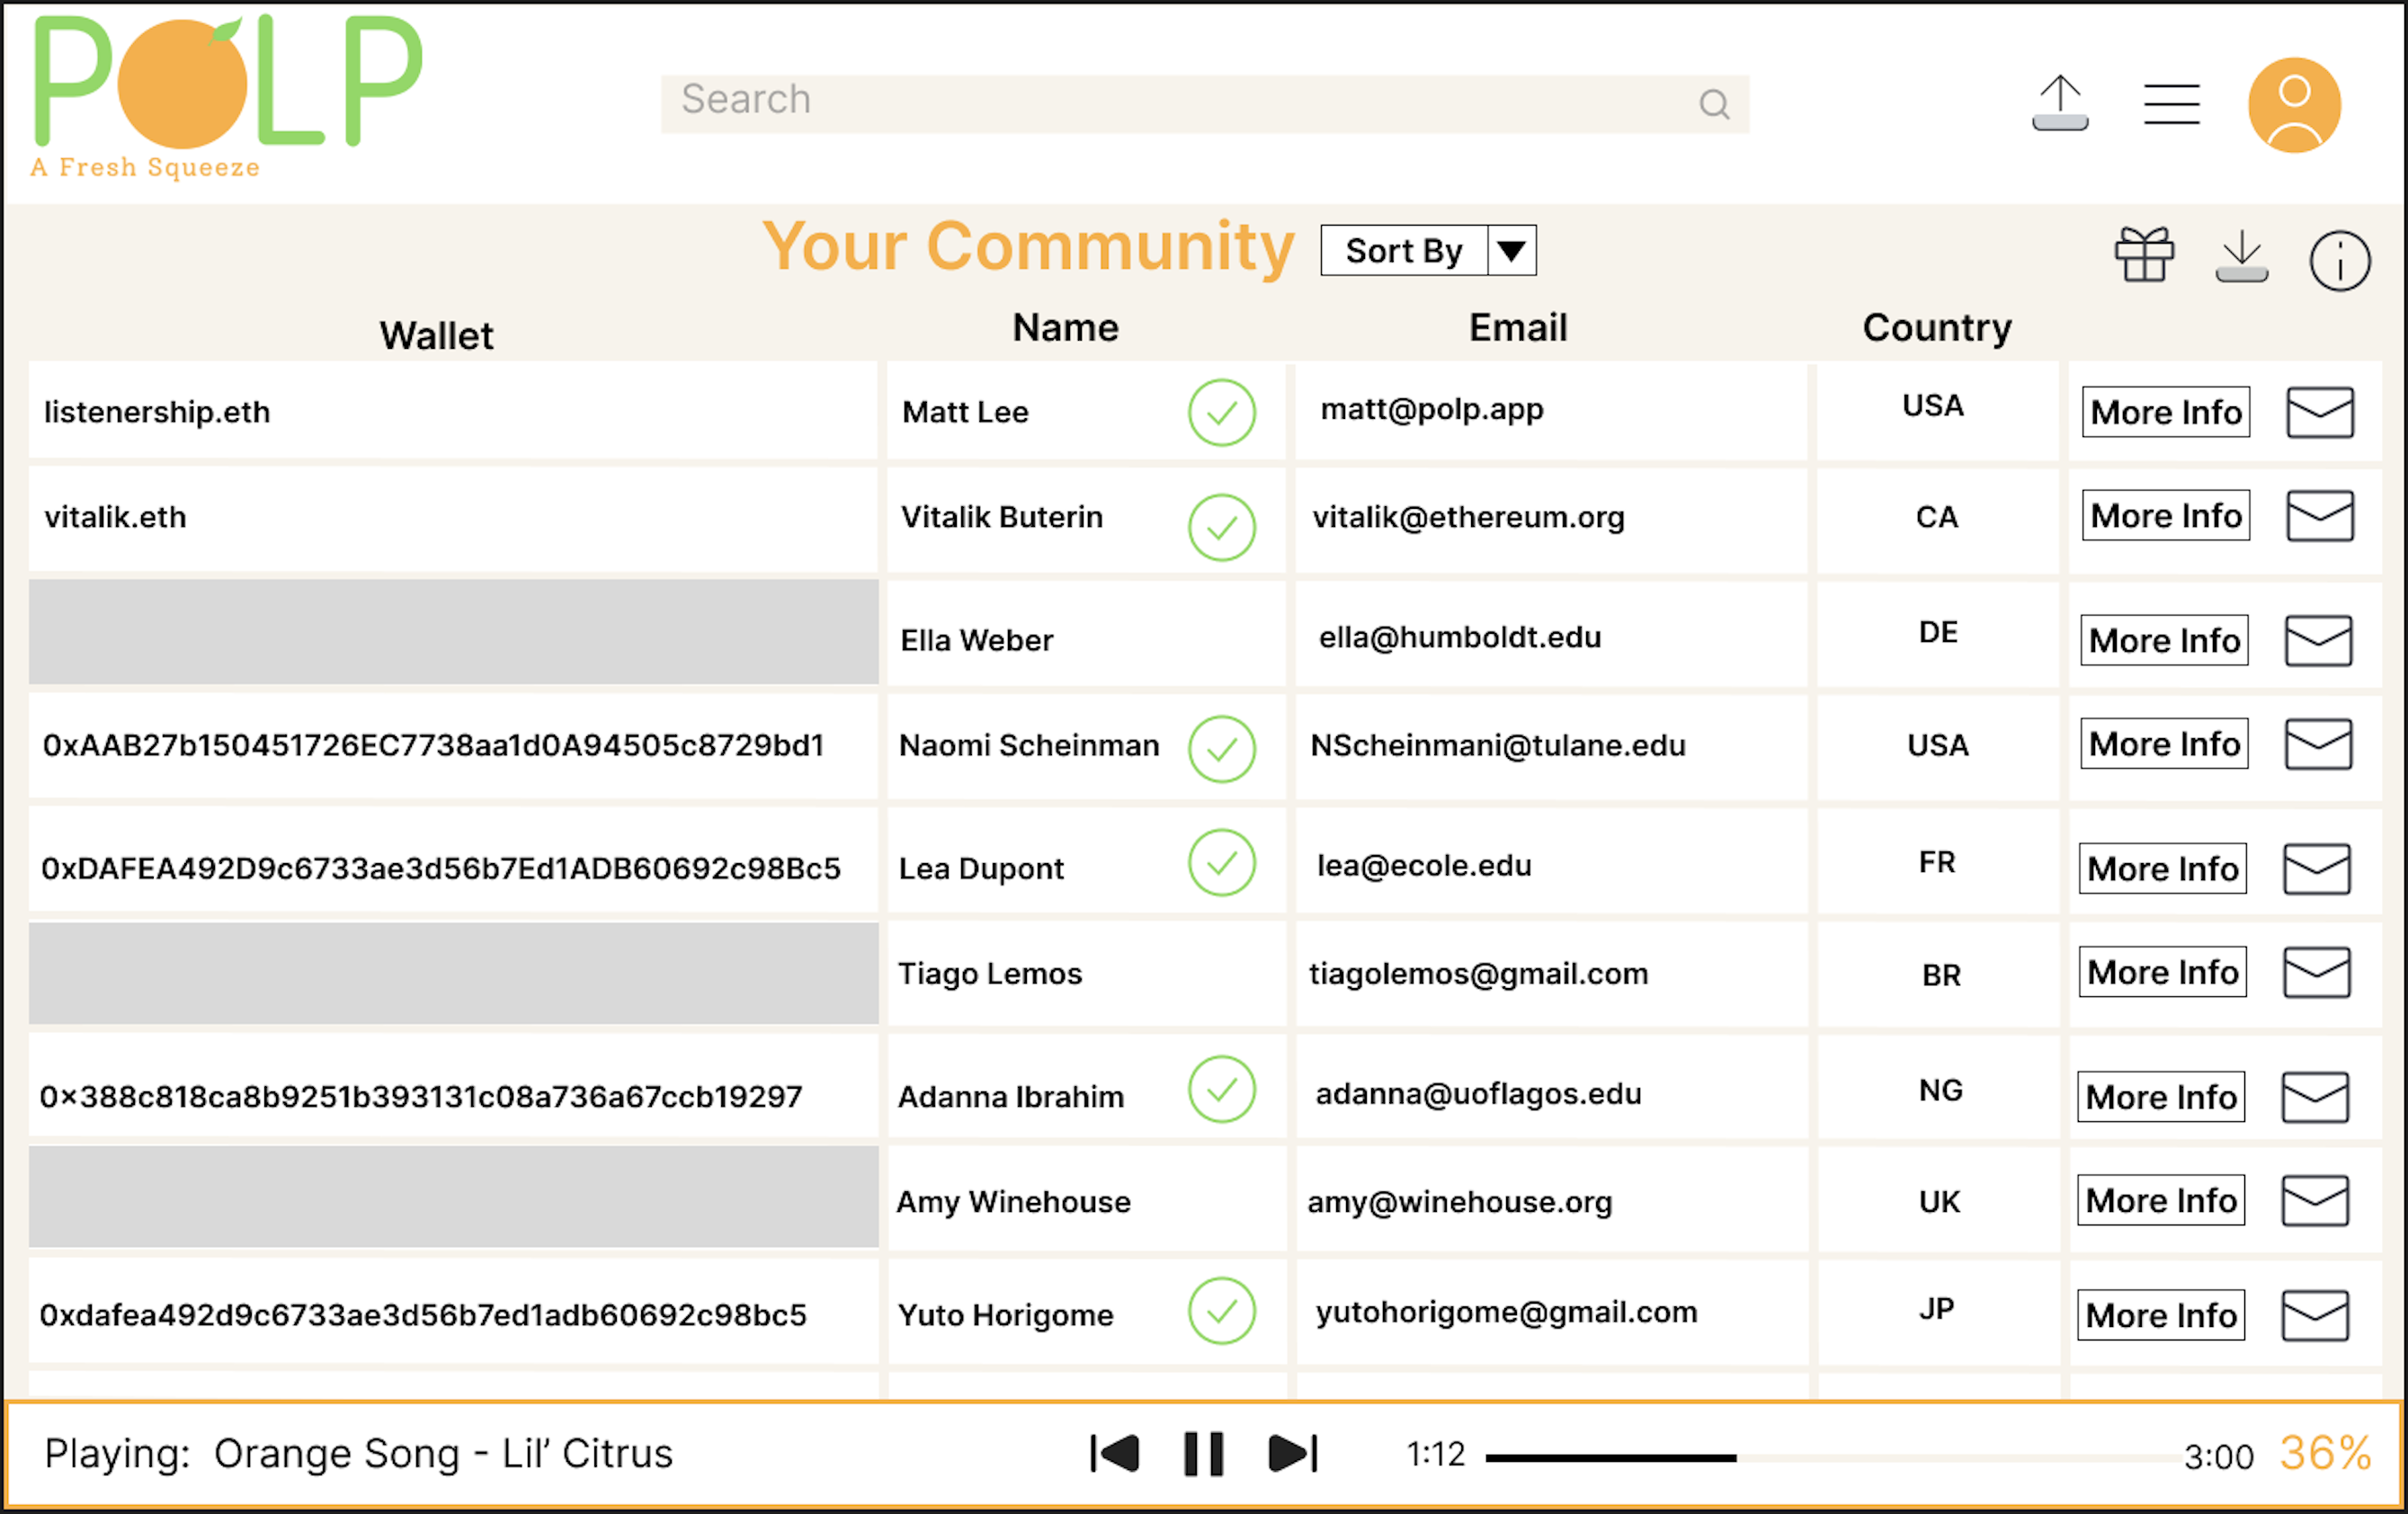 POLP
A Fresh Squeeze
Search
Your Community Sort By
Wallet Name Email Country
listenership.eth Matt Lee matt@polp.app USA More Info
vitalik.eth Vitalik Buterin vitalik@ethereum.org CA More Info
Ella Weber ella@humboldt.edu DE More Info
0xAAB27b150451726EC7738aa1d0A94505c8729bd1 Naomi Scheinman NScheinmani@tulane.edu USA More Info
0xDAFEA492D9c6733ae3d56b7Ed1ADB60692c98Bc5 Lea Dupont lea@ecole.edu FR More Info
Tiago Lemos tiagolemos@gmail.com BR More Info
0×388c818ca8b9251b393131c08a736a67ccb19297 Adanna Ibrahim adanna@uoflagos.edu NG More Info
Amy Winehouse amy@winehouse.org UK More Info
0xdafea492d9c6733ae3d56b7ed1adb60692c98bc5 Yuto Horigome yutohorigome@gmail.com JP More Info
Playing: Orange Song - Lil’ Citrus 1:12 3:00 36%